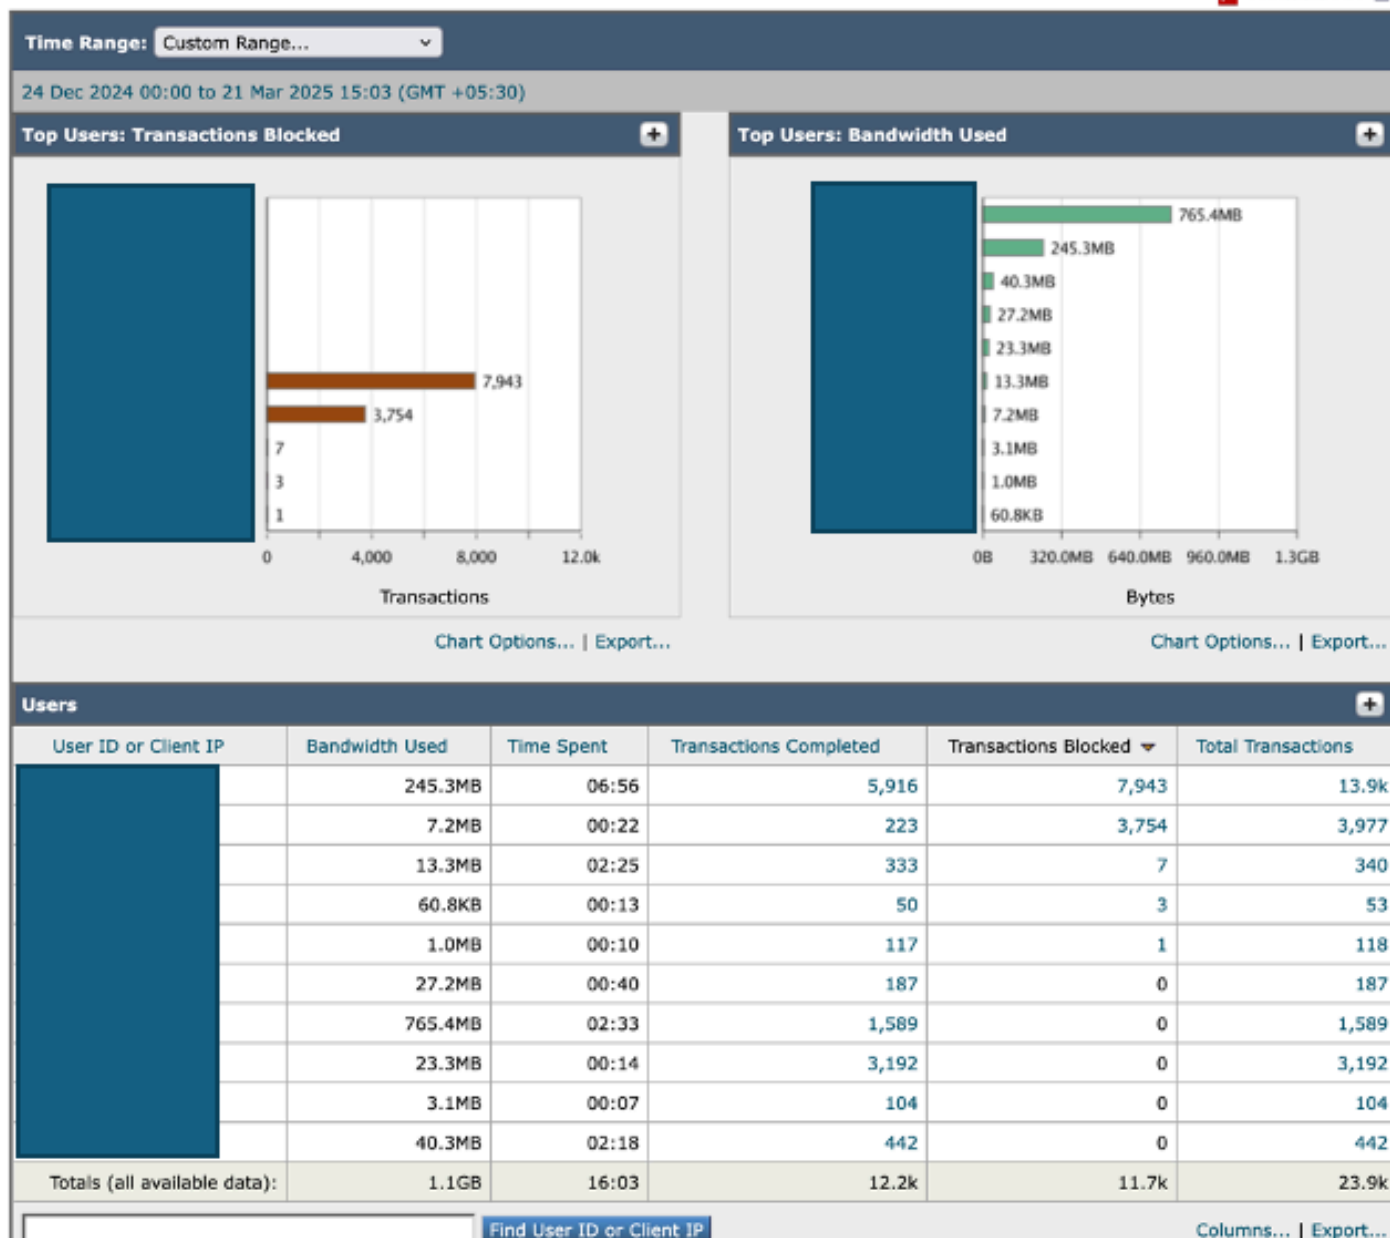 Time Range: Custom Range...
24 Dec 2024 00:00 to 21 Mar 2025 15:03 (GMT +05:30)
Top Users: Transactions Blocked
7,943
3,754
7
3
1
0 4,000 8,000 12.0k
Transactions
Chart Options... | Export...
Top Users: Bandwidth Used
765.4MB
245.3MB
40.3MB
27.2MB
23.3MB
13.3MB
7.2MB
3.1MB
1.0MB
60.8KB
0B 320.0MB 640.0MB 960.0MB 1.3GB
Bytes
Chart Options... | Export...
Users
User ID or Client IP Bandwidth Used Time Spent Transactions Completed Transactions Blocked Total Transactions
245.3MB 06:56 5,916 7,943 13.9k
7.2MB 00:22 223 3,754 3,977
13.3MB 02:25 333 7 340
60.8KB 00:13 50 3 53
1.0MB 00:10 117 1 118
27.2MB 00:40 187 0 187
765.4MB 02:33 1,589 0 1,589
23.3MB 00:14 3,192 0 3,192
3.1MB 00:07 104 0 104
40.3MB 02:18 442 0 442
Totals (all available data): 1.1GB 16:03 12.2k 11.7k 23.9k
Find User ID or Client IP Columns... | Export...